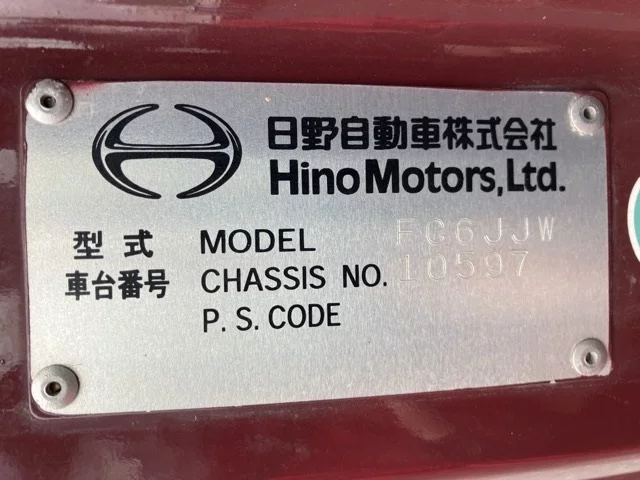 日野自動車株式会社
Hino Motors, Ltd.
型式 MODEL FC6JJW
車台番号 CHASSIS NO. 10597
P.S.CODE